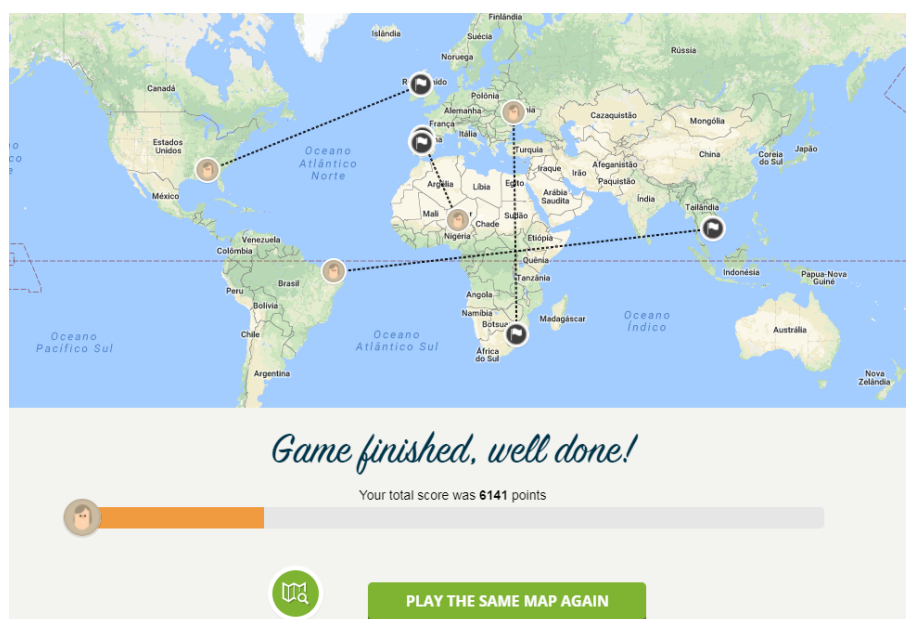 Finlândia
Islândia
Suécia
Noruega
Rússia
Canadá
Polônia
Alemanha
França
Cazaquistão
Mongólia
Estados
Unidos
Itália
Turquia
Oceano
Atlântico
Norte
Iraque
Irão
Afeganistão
China
Coreia
do Sul
Japão
México
Argélia
Líbia
Egito
Arábia
Saudita
Paquistão
Índia
Tailândia
Mali
Chade
Sudão
Nigéria
Etiópia
Venezuela
Colômbia
Quênia
Indonésia
Papua-Nova
Guiné
Brasil
Tanzânia
Peru
Bolívia
Angola
Namíbia
Madagáscar
Oceano
Índico
Oceano
Pacífico Sul
Chile
Oceano
Atlântico Sul
Austrália
África
do Sul
Argentina
Nova
Zelândia
Game finished, well done!
Your total score was 6141 points
PLAY THE SAME MAP AGAIN